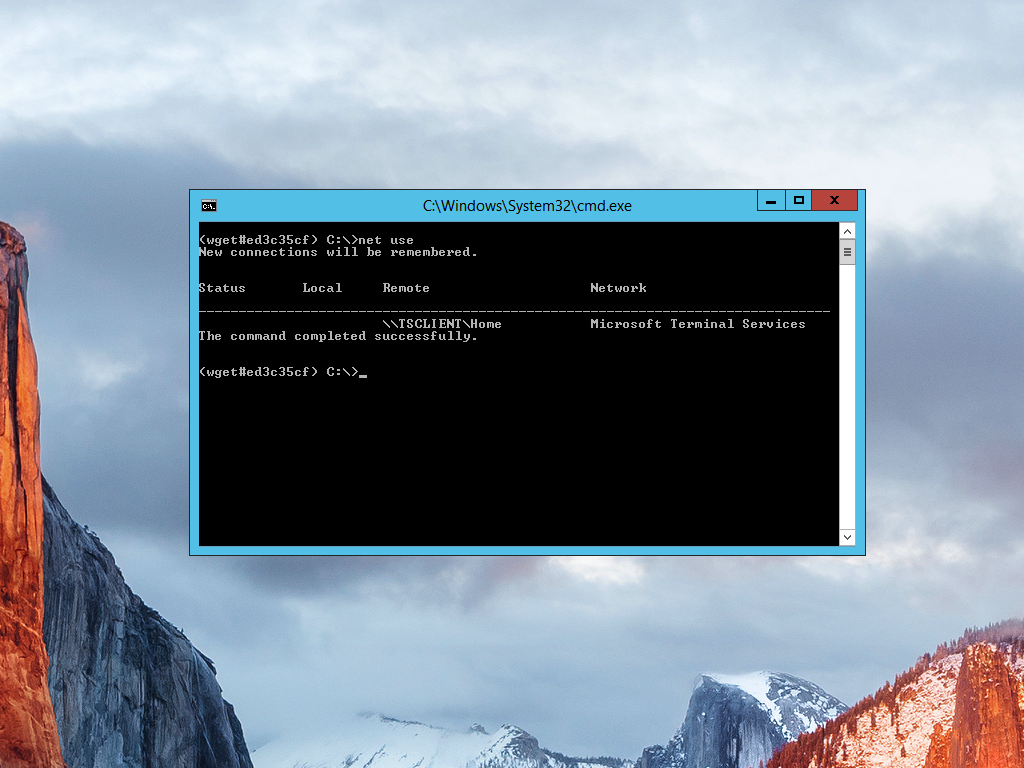 C:\Windows\System32\cmd.exe
(wget#ed3c35cf) C:\>net use
New connections will be remembered.
Status Local Remote Network
-------------------------------------------------------------------------------
\\TSCLIENT\Home Microsoft Terminal Services
The command completed successfully.
(wget#ed3c35cf) C:\>_